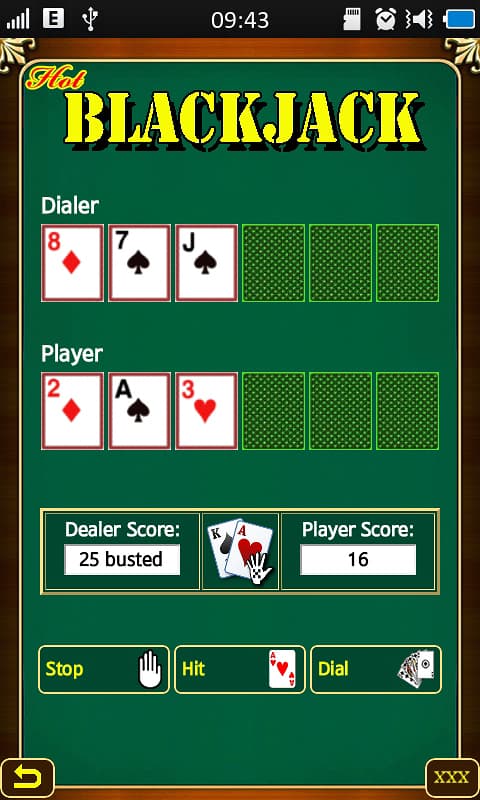 E 09:43
Hot
BLACKJACK
Dialer
8 7 J
Player
2 A 3
Dealer Score: Player Score:
K A
25 busted 16
Stop Hit A A Dial
XXX